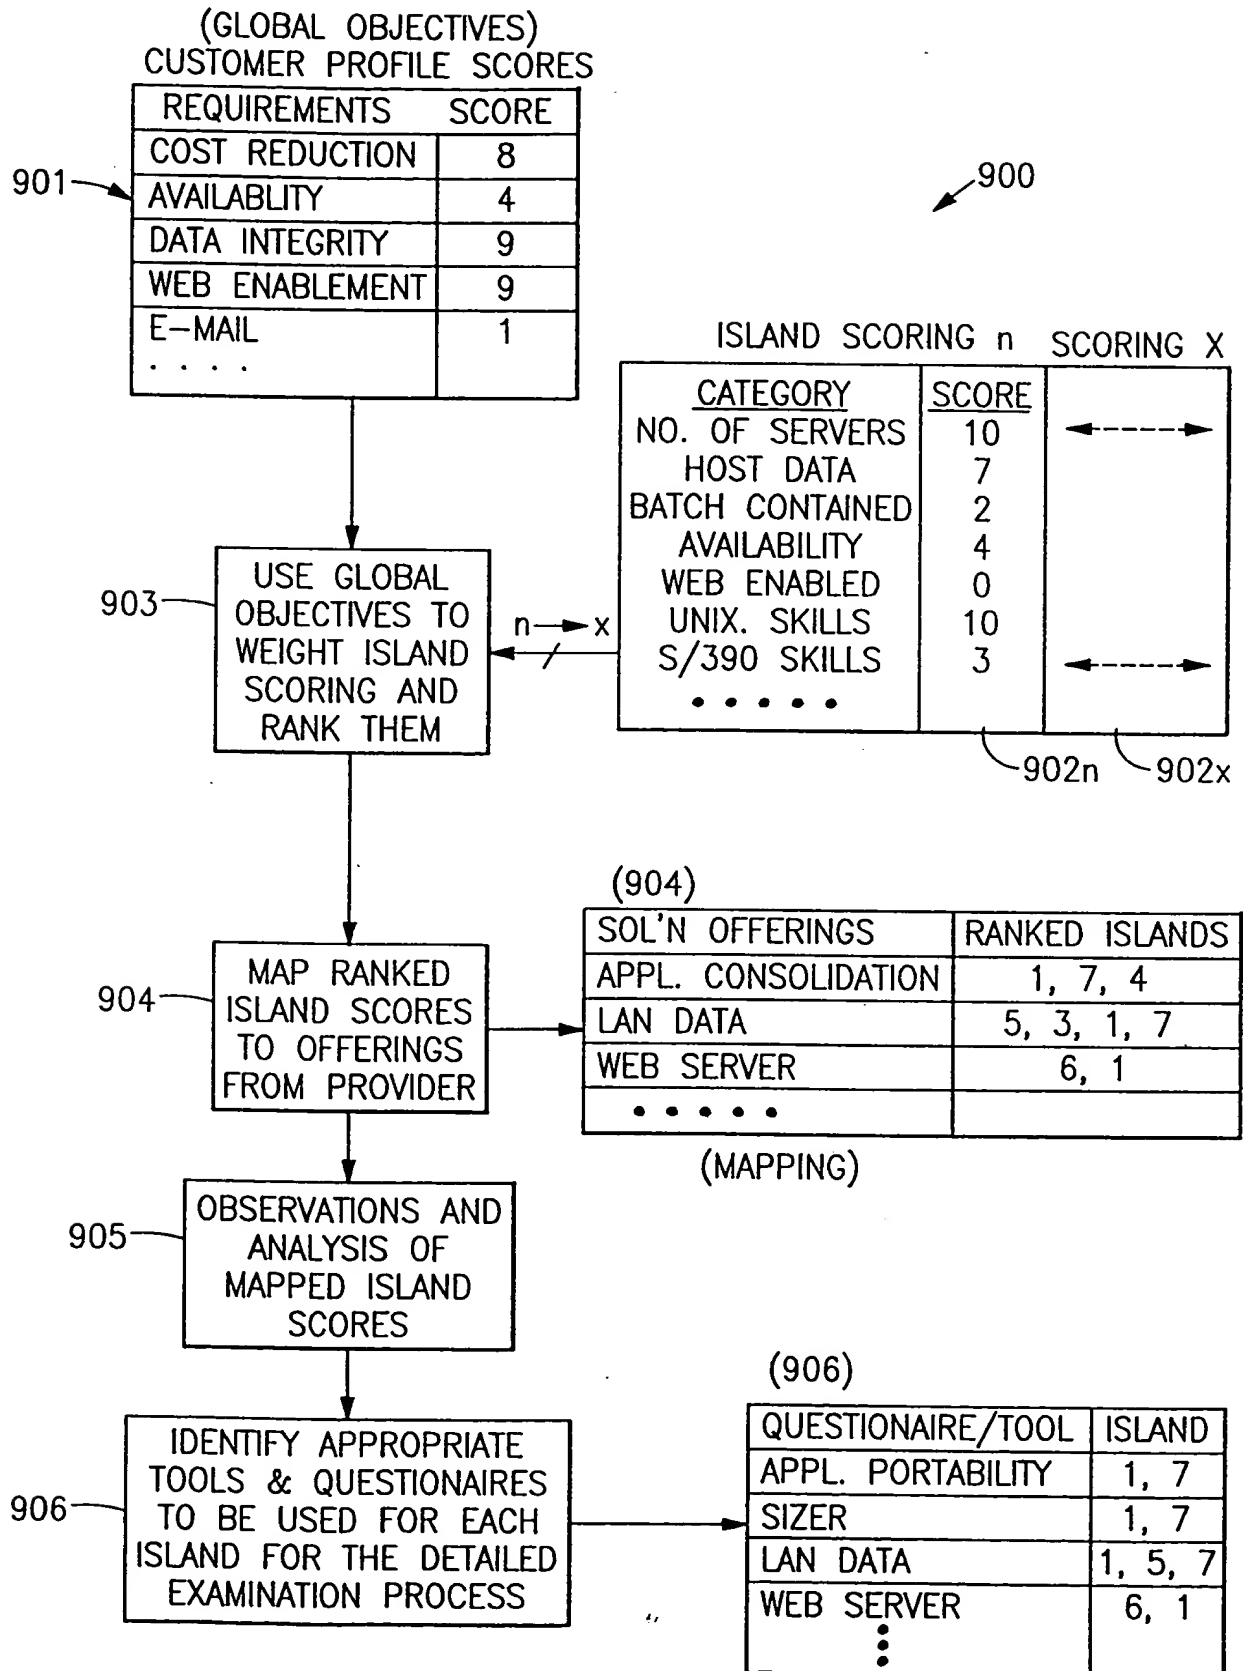 (GLOBAL OBJECTIVES)
CUSTOMER PROFILE SCORES
REQUIREMENTS SCORE
COST REDUCTION 8
AVAILABLITY 4
DATA INTEGRITY 9
WEB ENABLEMENT 9
E-MAIL 1
. . . .
901
900
ISLAND SCORING n SCORING X
CATEGORY SCORE
NO. OF SERVERS 10
HOST DATA 7
BATCH CONTAINED 2
AVAILABILITY 4
WEB ENABLED 0
UNIX. SKILLS 10
S/390 SKILLS 3
902n 902x
903
USE GLOBAL
OBJECTIVES TO
WEIGHT ISLAND
SCORING AND
RANK THEM
n x
(904)
SOL'N OFFERINGS RANKED ISLANDS
APPL. CONSOLIDATION 1, 7, 4
LAN DATA 5, 3, 1, 7
WEB SERVER 6, 1
(MAPPING)
904
MAP RANKED
ISLAND SCORES
TO OFFERINGS
FROM PROVIDER
905
OBSERVATIONS AND
ANALYSIS OF
MAPPED ISLAND
SCORES
906
IDENTIFY APPROPRIATE
TOOLS & QUESTIONAIRES
TO BE USED FOR EACH
ISLAND FOR THE DETAILED
EXAMINATION PROCESS
(906)
QUESTIONAIRE/TOOL ISLAND
APPL. PORTABILITY 1, 7
SIZER 1, 7
LAN DATA 1, 5, 7
WEB SERVER 6, 1